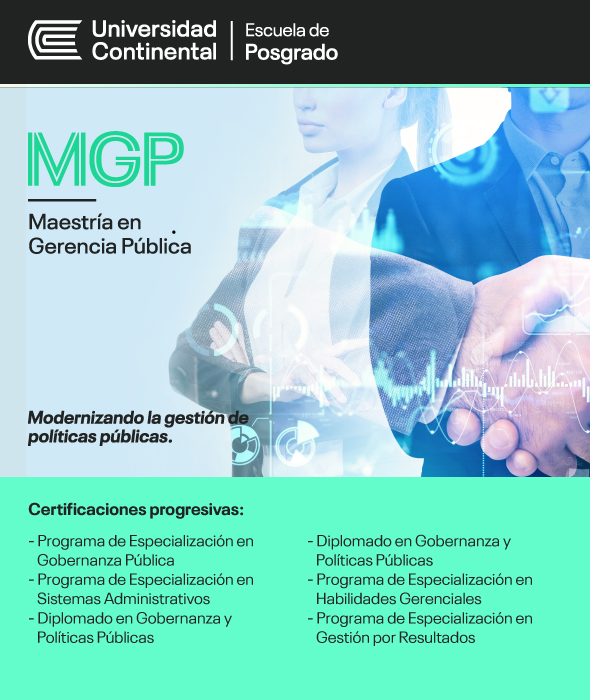 Universidad
Continental
Escuela de
Posgrado
MGP
Maestría en
Gerencia Pública
Modernizando la gestión de
políticas públicas.
Certificaciones progresivas:
- Programa de Especialización en
Gobernanza Pública
- Programa de Especialización en
Sistemas Administrativos
- Diplomado en Gobernanza y
Políticas Públicas
- Diplomado en Gobernanza y
Políticas Públicas
- Programa de Especialización en
Habilidades Gerenciales
- Programa de Especialización en
Gestión por Resultados